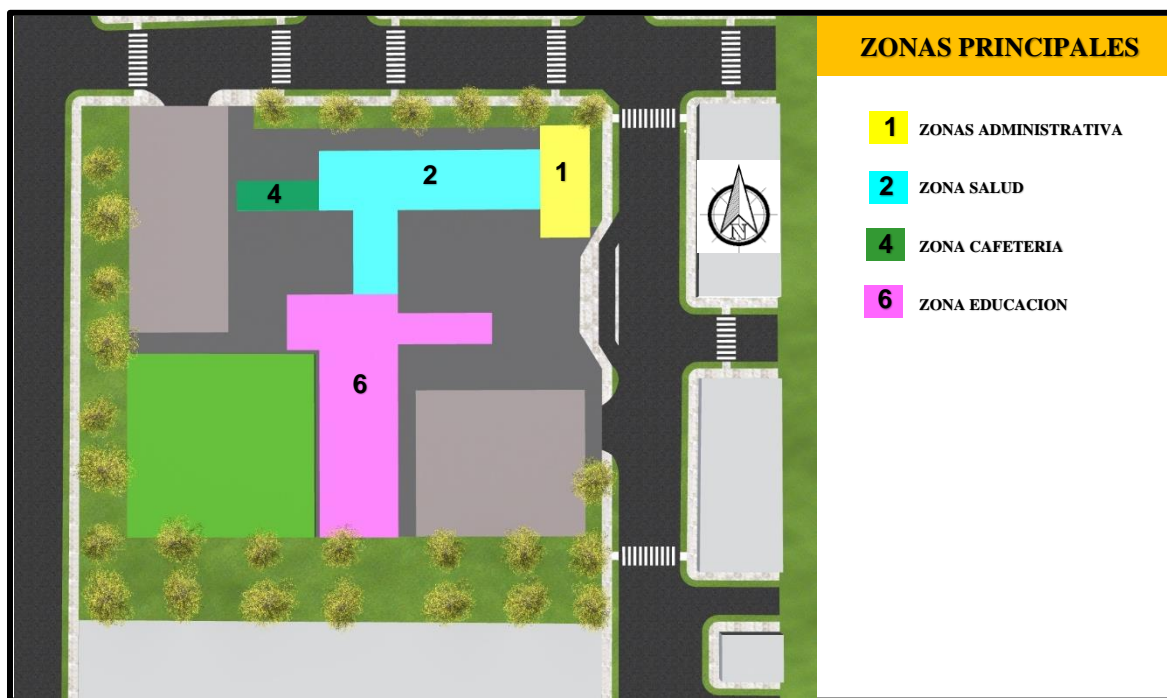 ZONAS PRINCIPALES
1 ZONAS ADMINISTRATIVA
2 ZONA SALUD
4 ZONA CAFETERIA
6 ZONA EDUCACION
1
2
4
6
N